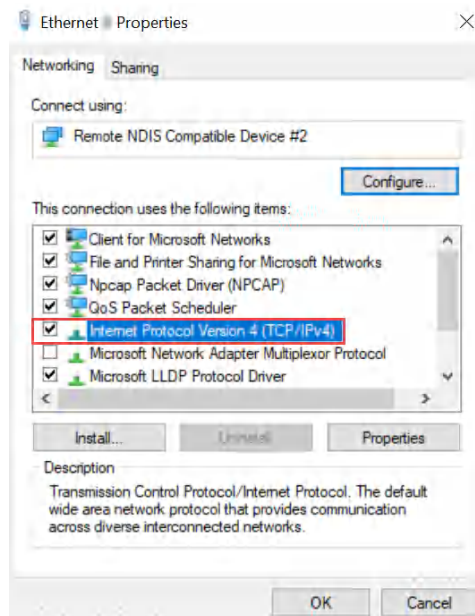 Ethernet Properties
Networking Sharing
Connect using:
Remote NDIS Compatible Device #2
Configure...
This connection uses the following items:
Client for Microsoft Networks
File and Printer Sharing for Microsoft Networks
Npcap Packet Driver (NPCAP)
QoS Packet Scheduler
Internet Protocol Version 4 (TCP/IPv4)
Microsoft Network Adapter Multiplexor Protocol
Microsoft LLDP Protocol Driver
Install... Uninstall Properties
Description
Transmission Control Protocol/Internet Protocol. The default
wide area network protocol that provides communication
across diverse interconnected networks.
OK Cancel